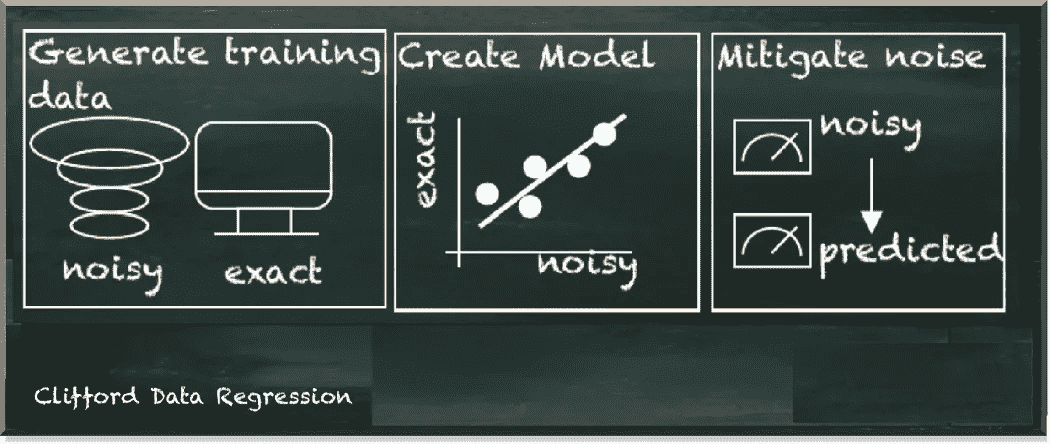 Generate training
data
noisy
exact
Create Model
exact
noisy
Mitigate noise
noisy
predicted
Clifford Data Regression